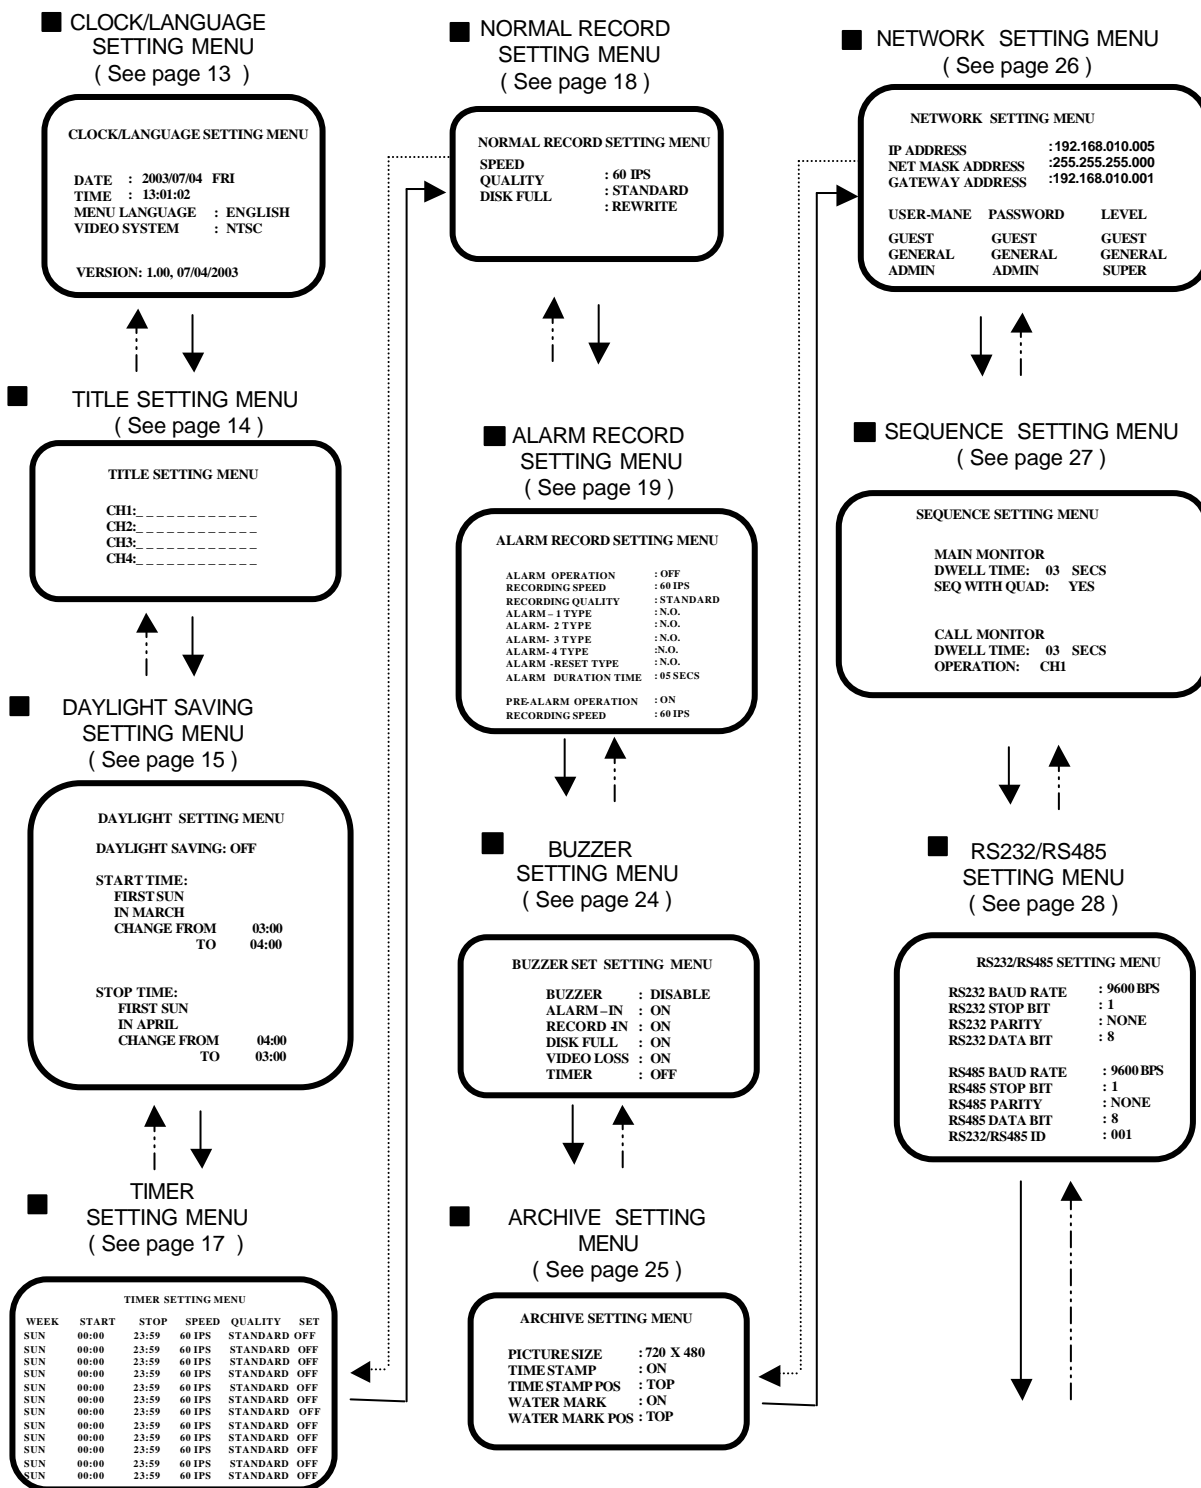 CLOCK/LANGUAGE
SETTING MENU
( See page 13 )
CLOCK/LANGUAGE SETTING MENU
DATE : 2003/07/04 FRI
TIME : 13:01:02
MENU LANGUAGE : ENGLISH
VIDEO SYSTEM : NTSC
VERSION: 1.00, 07/04/2003
TITLE SETTING MENU
( See page 14 )
TITLE SETTING MENU
CH1:_ _ _ _ _ _ _ _ _ _ _ _
CH2:_ _ _ _ _ _ _ _ _ _ _ _
CH3:_ _ _ _ _ _ _ _ _ _ _ _
CH4:_ _ _ _ _ _ _ _ _ _ _ _
DAYLIGHT SAVING
SETTING MENU
( See page 15 )
DAYLIGHT SETTING MENU
DAYLIGHT SAVING: OFF
START TIME:
FIRST SUN
IN MARCH
CHANGE FROM 03:00
TO 04:00
STOP TIME:
FIRST SUN
IN APRIL
CHANGE FROM 04:00
TO 03:00
TIMER
SETTING MENU
( See page 17 )
TIMER SETTING MENU
WEEK START STOP SPEED QUALITY SET
SUN 00:00 23:59 60 IPS STANDARD OFF
SUN 00:00 23:59 60 IPS STANDARD OFF
SUN 00:00 23:59 60 IPS STANDARD OFF
SUN 00:00 23:59 60 IPS STANDARD OFF
SUN 00:00 23:59 60 IPS STANDARD OFF
SUN 00:00 23:59 60 IPS STANDARD OFF
SUN 00:00 23:59 60 IPS STANDARD OFF
SUN 00:00 23:59 60 IPS STANDARD OFF
SUN 00:00 23:59 60 IPS STANDARD OFF
SUN 00:00 23:59 60 IPS STANDARD OFF
SUN 00:00 23:59 60 IPS STANDARD OFF
SUN 00:00 23:59 60 IPS STANDARD OFF
NORMAL RECORD
SETTING MENU
( See page 18 )
NORMAL RECORD SETTING MENU
SPEED : 60 IPS
QUALITY : STANDARD
DISK FULL : REWRITE
ALARM RECORD
SETTING MENU
( See page 19 )
ALARM RECORD SETTING MENU
ALARM OPERATION : OFF
RECORDING SPEED : 60 IPS
RECORDING QUALITY : STANDARD
ALARM – 1 TYPE : N.O.
ALARM- 2 TYPE : N.O.
ALARM- 3 TYPE : N.O.
ALARM- 4 TYPE :N.O.
ALARM -RESET TYPE : N.O.
ALARM DURATION TIME : 05 SECS
PRE-ALARM OPERATION : ON
RECORDING SPEED : 60 IPS
BUZZER
SETTING MENU
( See page 24 )
BUZZER SET SETTING MENU
BUZZER : DISABLE
ALARM – IN : ON
RECORD -IN : ON
DISK FULL : ON
VIDEO LOSS : ON
TIMER : OFF
ARCHIVE SETTING
MENU
( See page 25 )
ARCHIVE SETTING MENU
PICTURE SIZE : 720 X 480
TIME STAMP : ON
TIME STAMP POS : TOP
WATER MARK : ON
WATER MARK POS : TOP
NETWORK SETTING MENU
( See page 26 )
NETWORK SETTING MENU
IP ADDRESS :192.168.010.005
NET MASK ADDRESS :255.255.255.000
GATEWAY ADDRESS :192.168.010.001
USER-MANE PASSWORD LEVEL
GUEST GUEST GUEST
GENERAL GENERAL GENERAL
ADMIN ADMIN SUPER
SEQUENCE SETTING MENU
( See page 27 )
SEQUENCE SETTING MENU
MAIN MONITOR
DWELL TIME: 03 SECS
SEQ WITH QUAD: YES
CALL MONITOR
DWELL TIME: 03 SECS
OPERATION: CH1
RS232/RS485
SETTING MENU
( See page 28 )
RS232/RS485 SETTING MENU
RS232 BAUD RATE : 9600 BPS
RS232 STOP BIT : 1
RS232 PARITY : NONE
RS232 DATA BIT : 8
RS485 BAUD RATE : 9600 BPS
RS485 STOP BIT : 1
RS485 PARITY : NONE
RS485 DATA BIT : 8
RS232/RS485 ID : 001